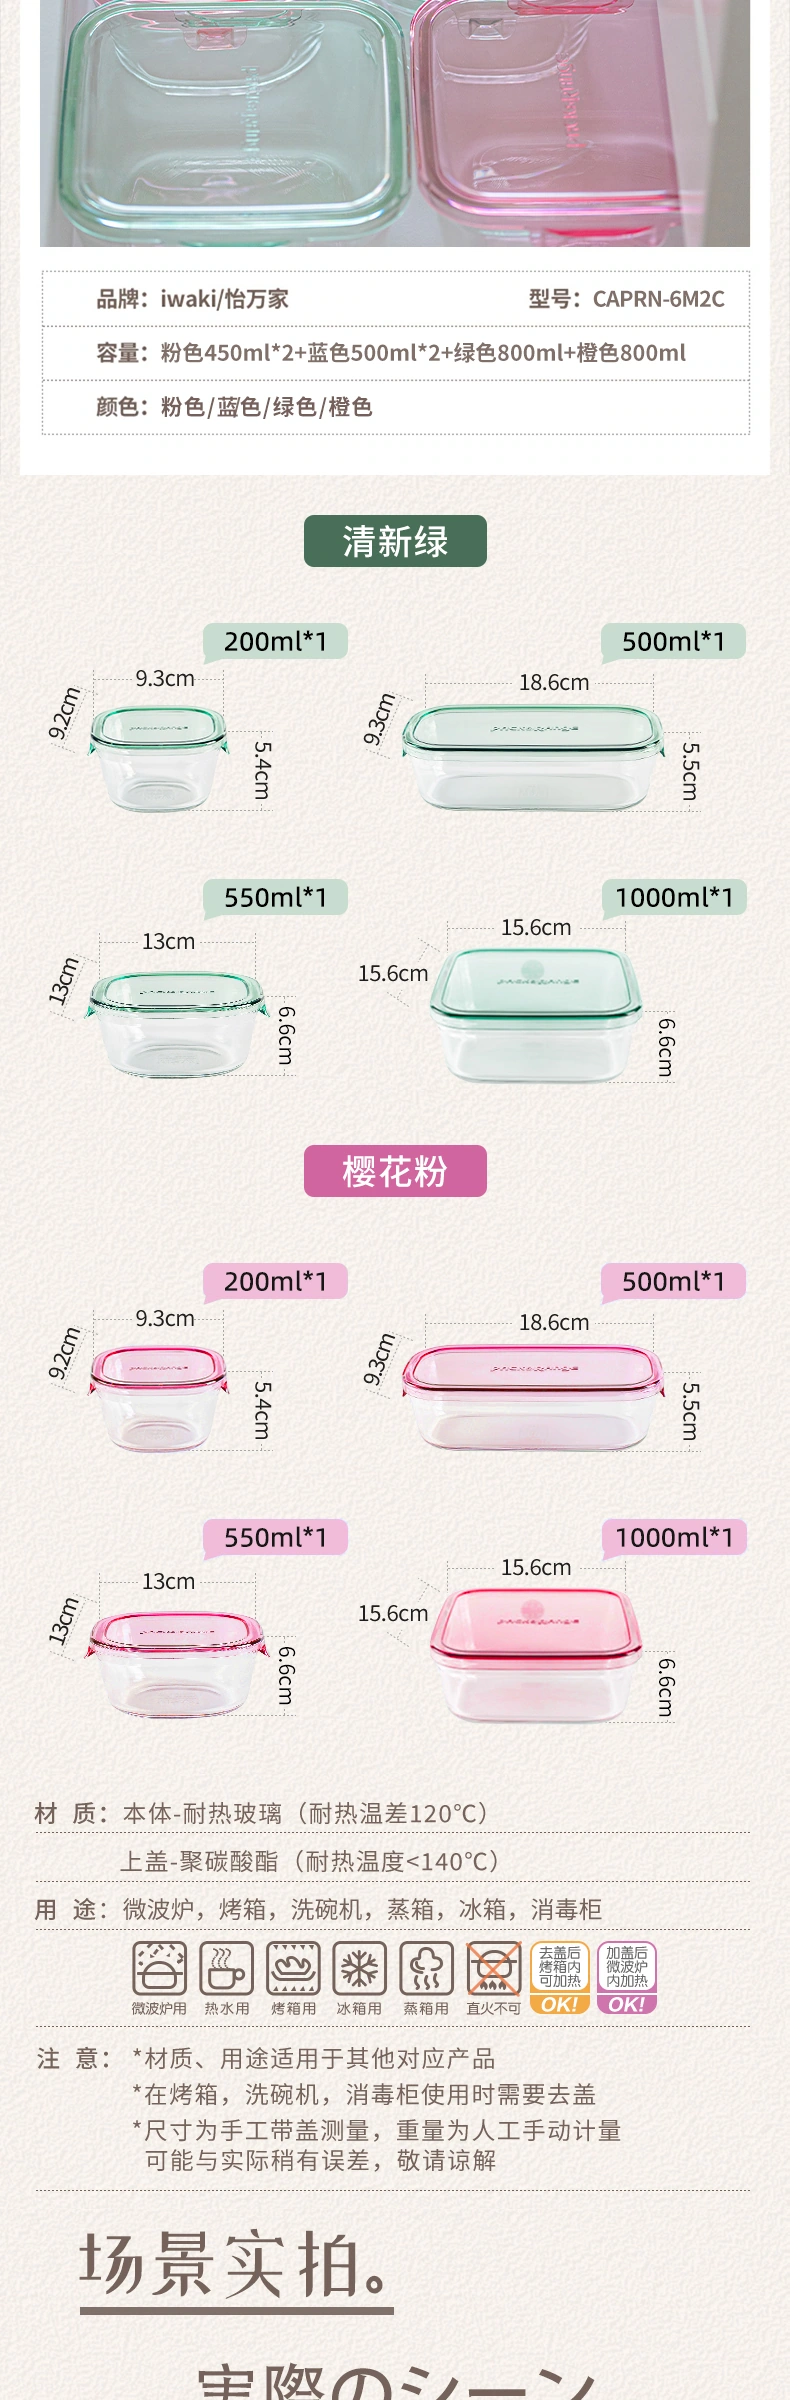 品牌：iwaki/怡万家
型号：CAPRN-6M2C
容量：粉色450ml*2+蓝色500ml*2+绿色800ml+橙色800ml
颜色：粉色/蓝色/绿色/橙色
清新绿
200ml*1
9.3cm
9.2cm
5.4cm
500ml*1
18.6cm
9.3cm
5.5cm
550ml*1
13cm
13cm
6.6cm
1000ml*1
15.6cm
15.6cm
6.6cm
樱花粉
200ml*1
9.3cm
9.2cm
5.4cm
500ml*1
18.6cm
9.3cm
5.5cm
550ml*1
13cm
13cm
6.6cm
1000ml*1
15.6cm
15.6cm
6.6cm
材 质：本体-耐热玻璃（耐热温差120℃）
上盖-聚碳酸酯（耐热温度<140℃）
用 途：微波炉，烤箱，洗碗机，蒸箱，冰箱，消毒柜
微波炉用
热水用
烤箱用
冰箱用
蒸箱用
直火不可
去盖后
烤箱内
可加热
OK!
加盖后
微波炉
内加热
OK!
注 意：*材质、用途适用于其他对应产品
*在烤箱，洗碗机，消毒柜使用时需要去盖
*尺寸为手工带盖测量，重量为人工手动计量
可能与实际稍有误差，敬请谅解
场景实拍。
実際のシーン